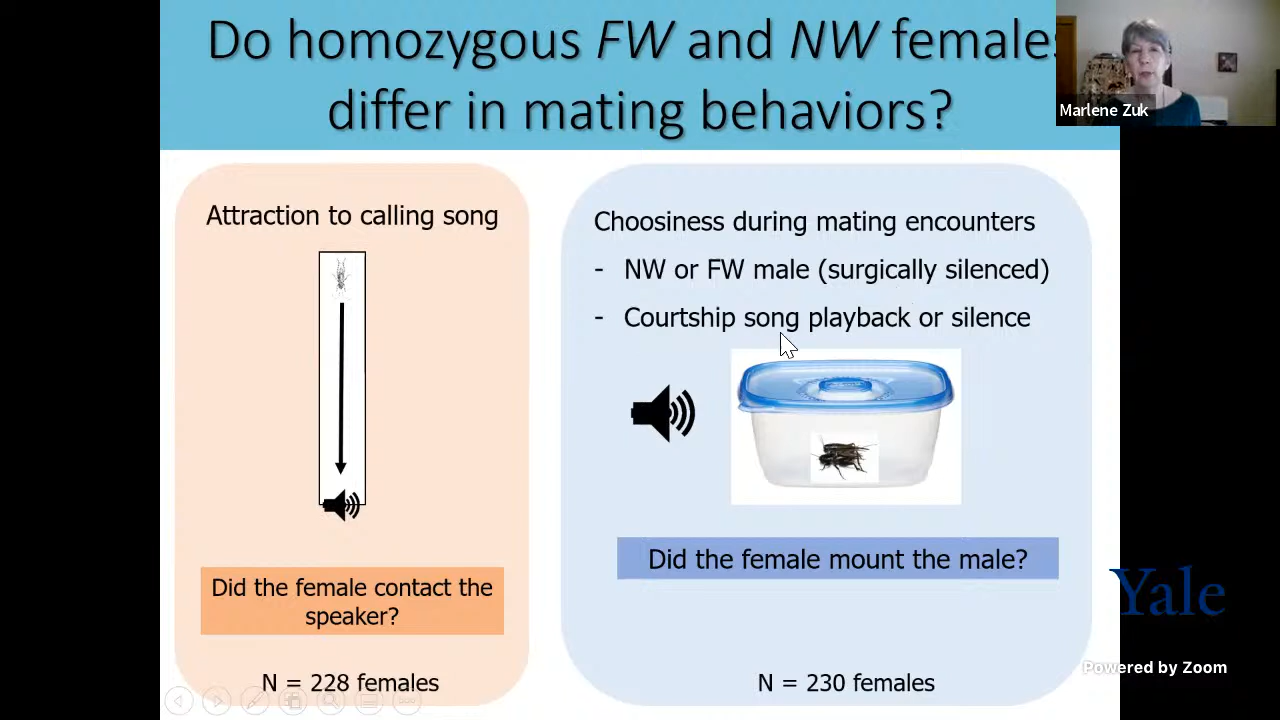 Do homozygous FW and NW females
differ in mating behaviors?
Marlene Zuk
Attraction to calling song
Did the female contact the
speaker?
N = 228 females
Choosiness during mating encounters
- NW or FW male (surgically silenced)
- Courtship song playback or silence
Did the female mount the male?
N = 230 females
Yale
Powered by Zoom